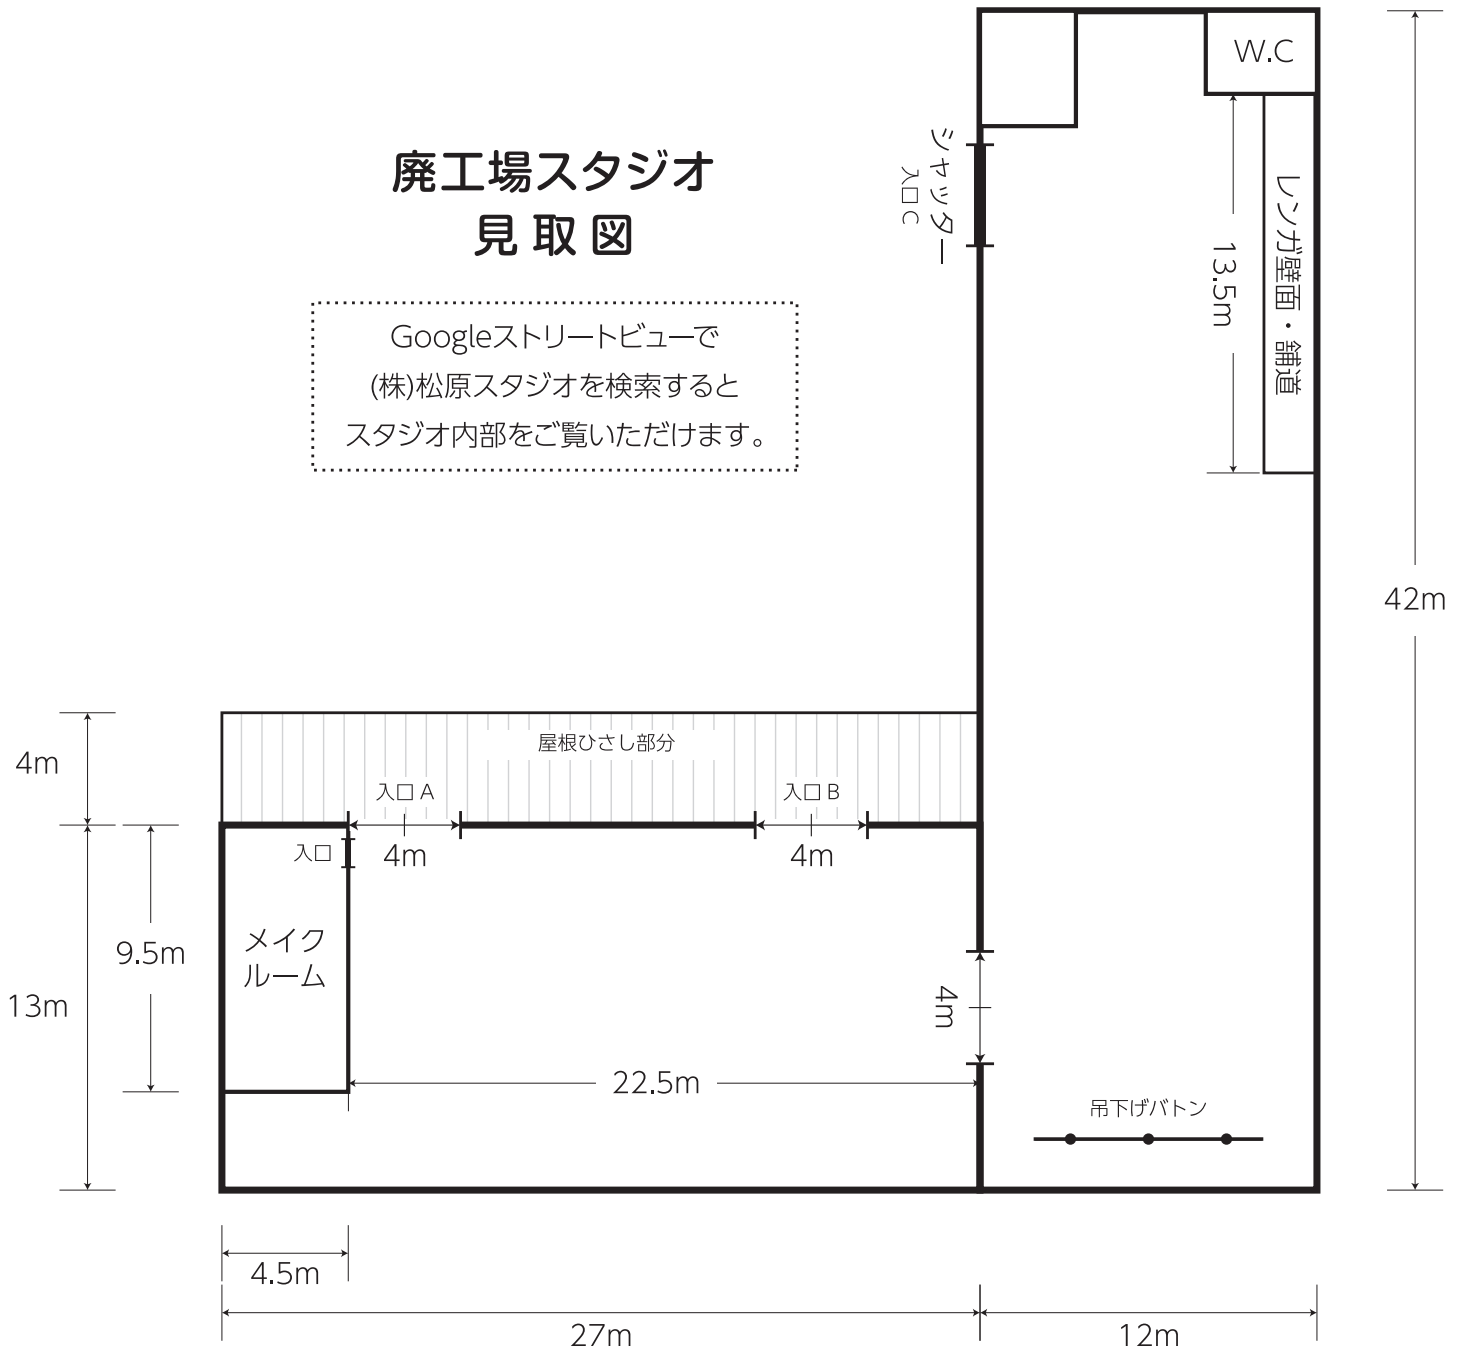 廃工場スタジオ
見取図
Googleストリートビューで
(株)松原スタジオを検索すると
スタジオ内部をご覧いただけます。
W.C
シャッター
入口C
13.5m
レンガ壁面・舗道
42m
4m
屋根ひさし部分
入口 A
入口 B
入口
4m
4m
メイク
ルーム
9.5m
13m
4m
22.5m
吊下げバトン
4.5m
27m
12m